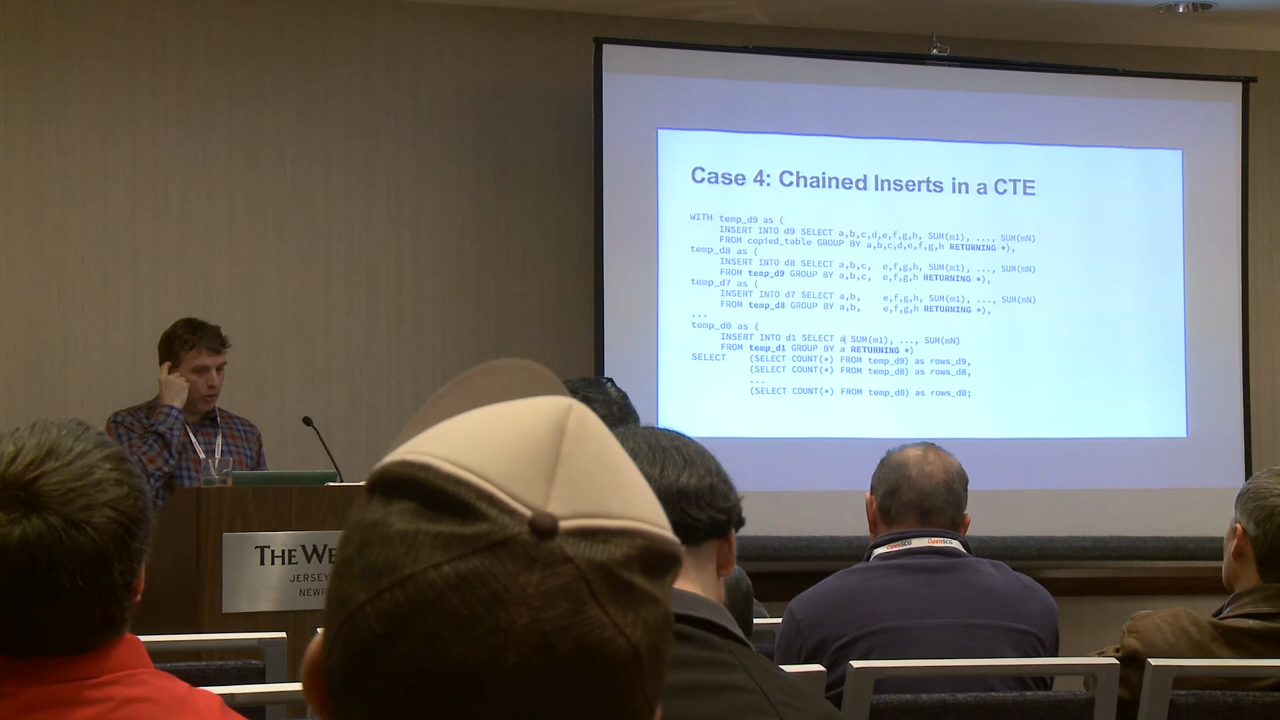 Case 4: Chained Inserts in a CTE
WITH temp_d9 as (
INSERT INTO d9 SELECT a,b,c,d,e,f,g,h, SUM(m1), ..., SUM(mN)
FROM copied_table GROUP BY a,b,c,d,e,f,g,h RETURNING *),
temp_d8 as (
INSERT INTO d8 SELECT a,b,c, e,f,g,h, SUM(m1), ..., SUM(mN)
FROM temp_d9 GROUP BY a,b,c, e,f,g,h RETURNING *),
temp_d7 as (
INSERT INTO d7 SELECT a,b, e,f,g,h, SUM(m1), ..., SUM(mN)
FROM temp_d8 GROUP BY a,b, e,f,g,h RETURNING *),
...
temp_d0 as (
INSERT INTO d1 SELECT a, SUM(m1), ..., SUM(mN)
FROM temp_d1 GROUP BY a RETURNING *)
SELECT (SELECT COUNT(*) FROM temp_d9) as rows_d9,
(SELECT COUNT(*) FROM temp_d8) as rows_d8,
...
(SELECT COUNT(*) FROM temp_d0) as rows_d0;
THE WE
JERSEY
NEWP
OpenSCG OpenSCG